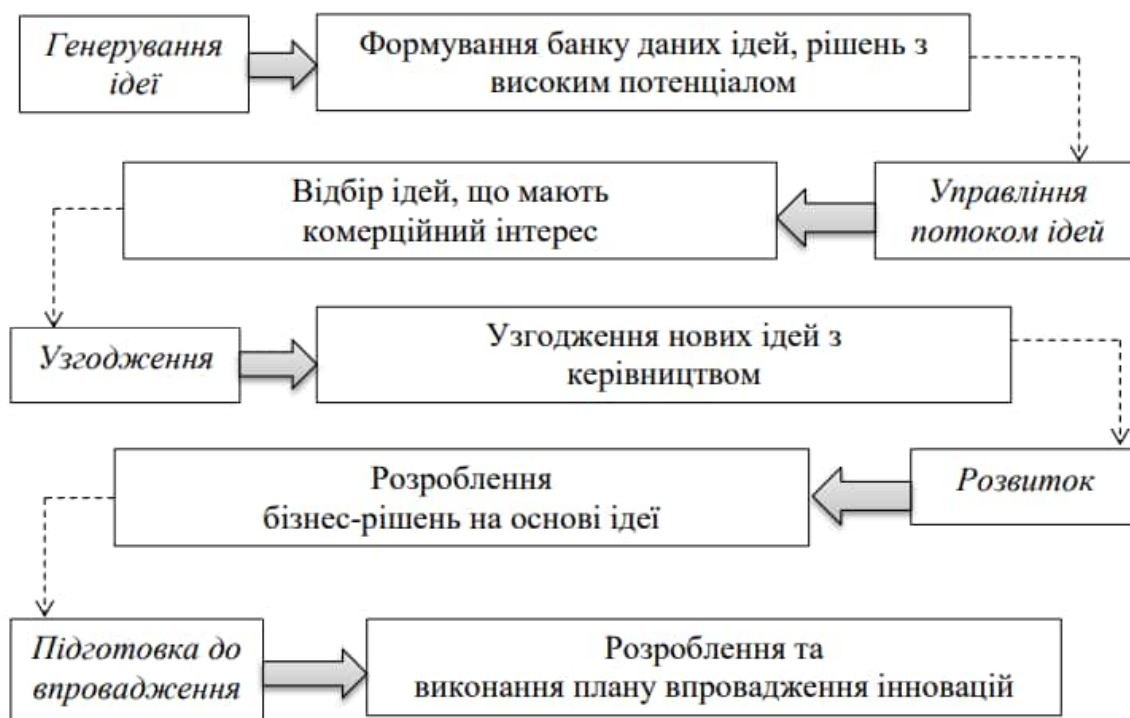 Генерування
ідеї
Формування банку даних ідей, рішень з
високим потенціалом
Відбір ідей, що мають
комерційний інтерес
Управління
потоком ідей
Узгодження
Узгодження нових ідей з
керівництвом
Розроблення
бізнес-рішень на основі ідеї
Розвиток
Підготовка до
впровадження
Розроблення та
виконання плану впровадження інновацій